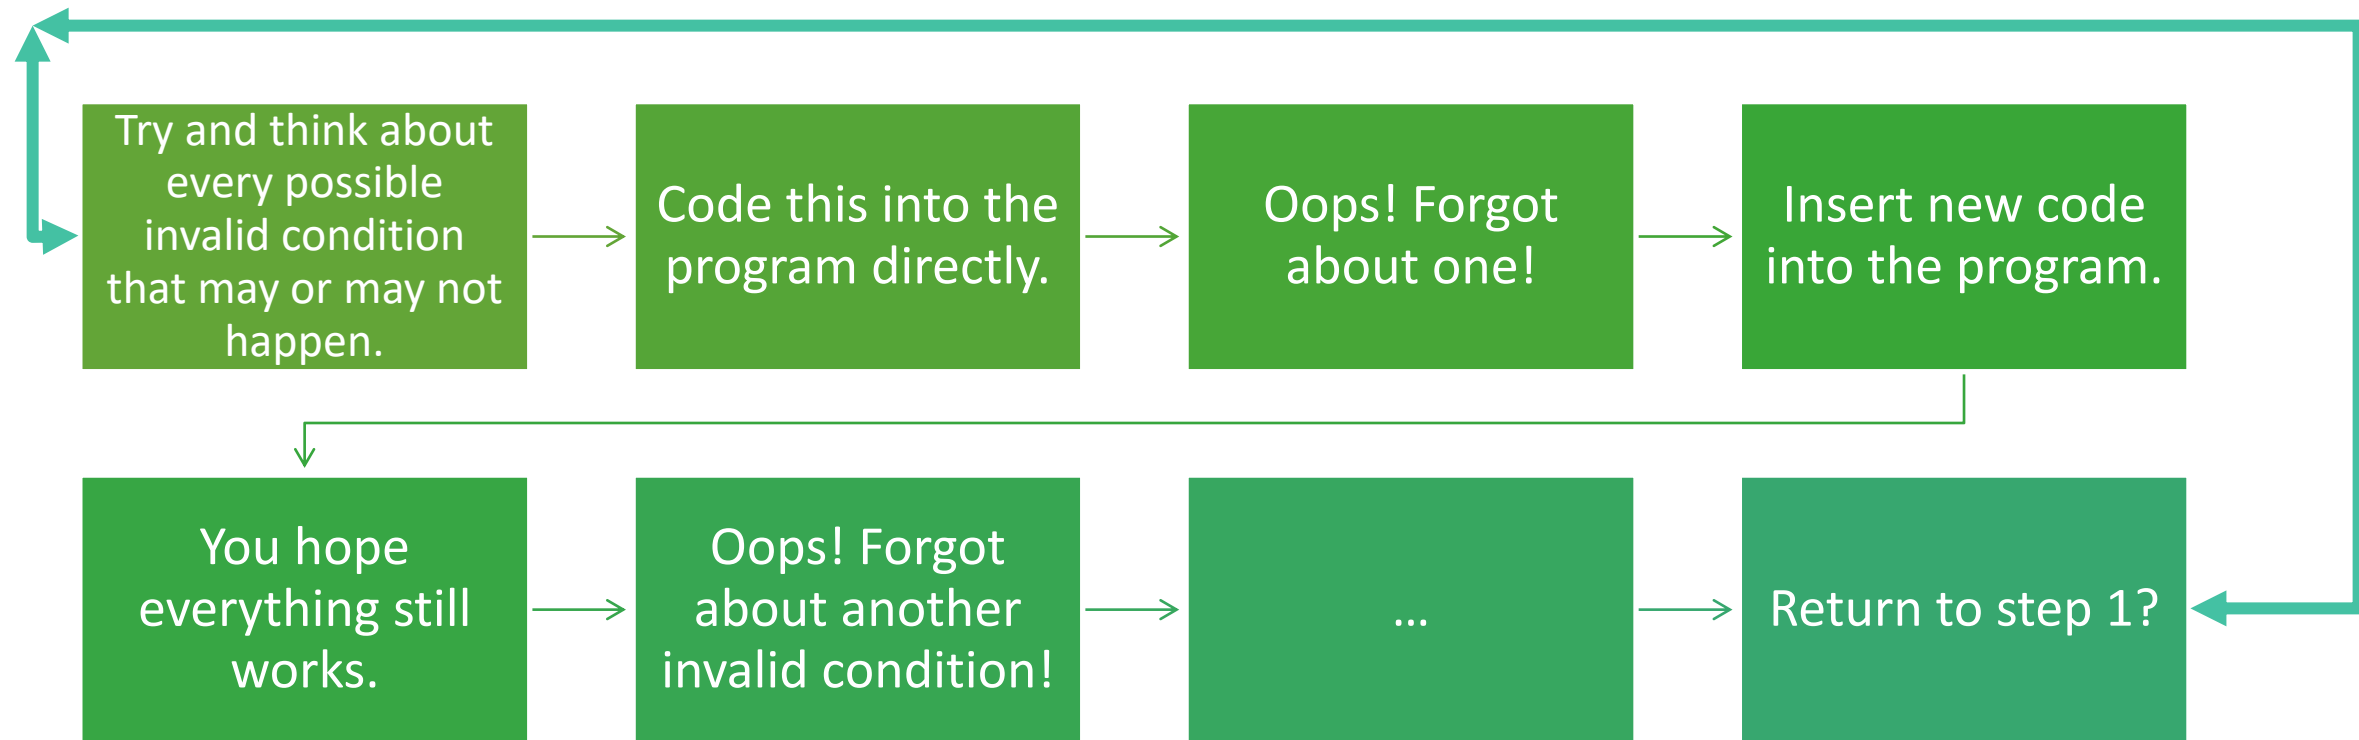 Try and think about
every possible
invalid condition
that may or may not
happen.
Code this into the
program directly.
Oops! Forgot
about one!
Insert new code
into the program.
You hope
everything still
works.
Oops! Forgot
about another
invalid condition!
...
Return to step 1?